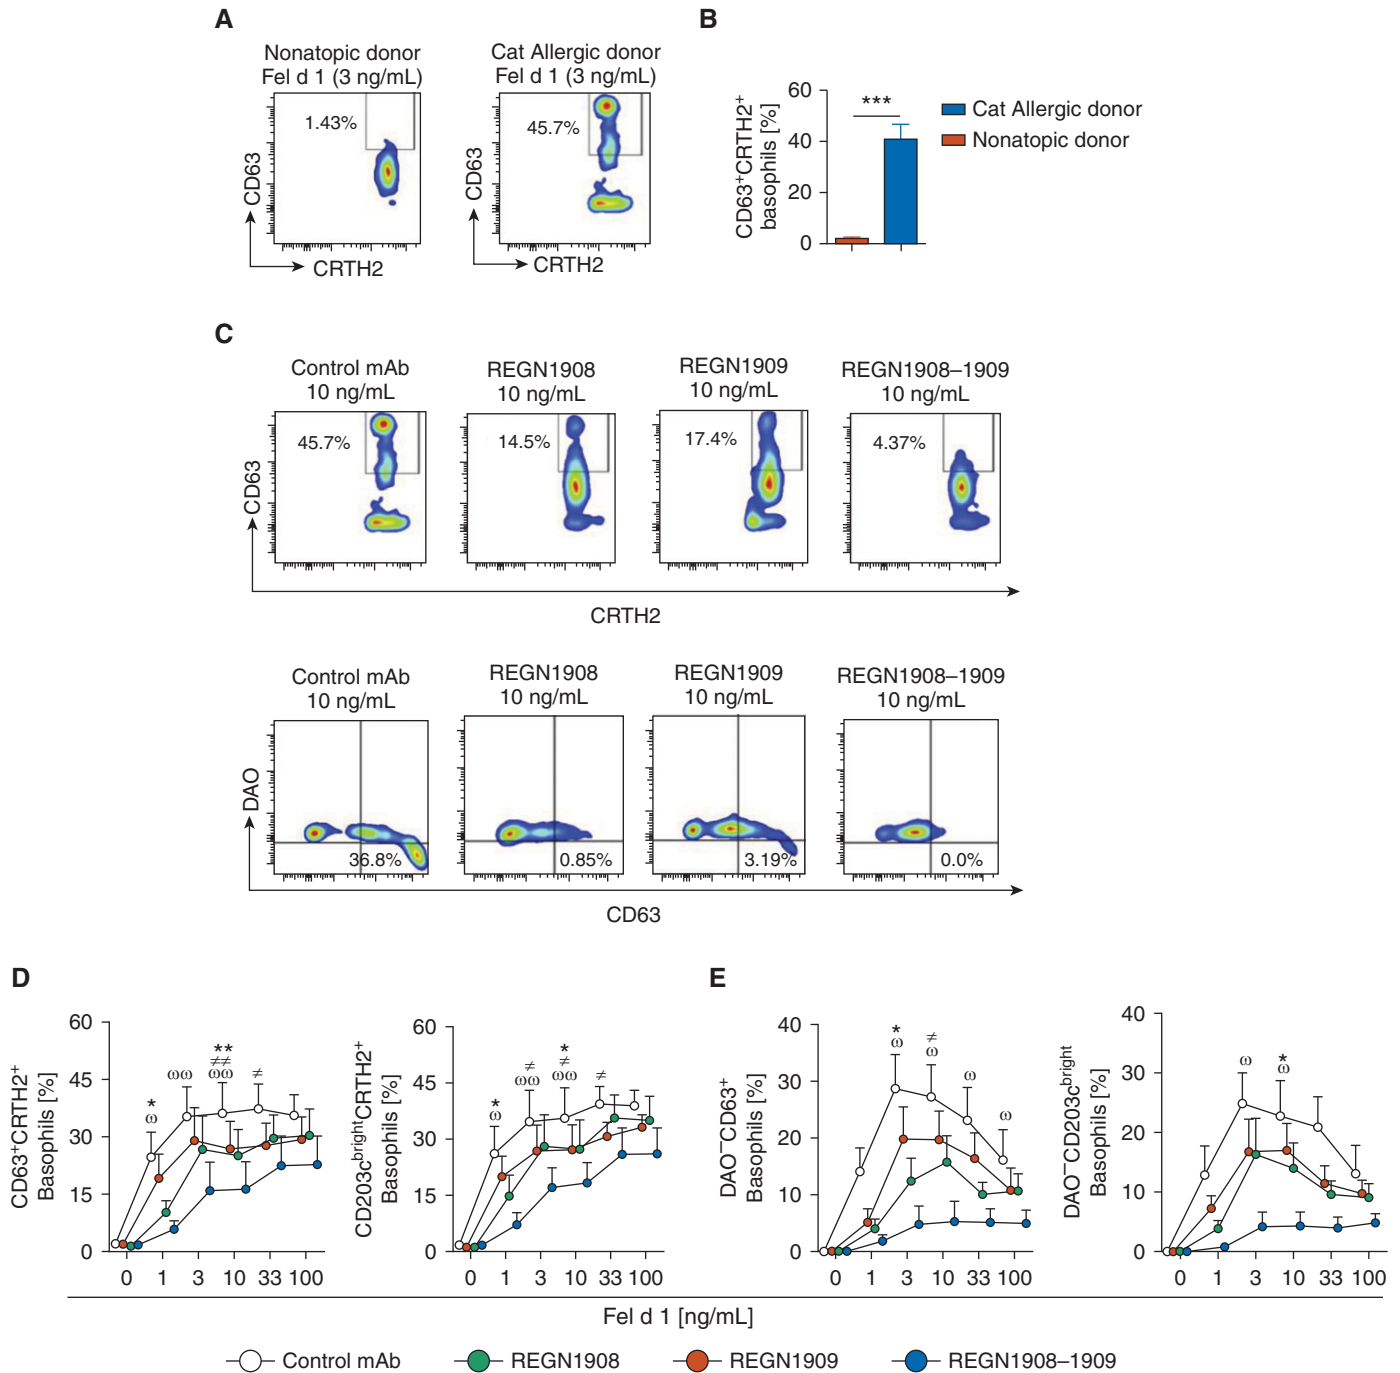 A
Nonatopic donor
Fel d 1 (3 ng/mL)
Cat Allergic donor
Fel d 1 (3 ng/mL)
1.43%
45.7%
CD63
CRTH2
CD63
CRTH2
B
CD63+CRTH2+
basophils [%]
60
40
20
0
***
Cat Allergic donor
Nonatopic donor
C
Control mAb
10 ng/mL
REGN1908
10 ng/mL
REGN1909
10 ng/mL
REGN1908–1909
10 ng/mL
45.7%
14.5%
17.4%
4.37%
CD63
CRTH2
Control mAb
10 ng/mL
REGN1908
10 ng/mL
REGN1909
10 ng/mL
REGN1908–1909
10 ng/mL
DAO
36.8%
0.85%
3.19%
0.0%
CD63
D
CD63+CRTH2+
Basophils [%]
60
45
30
15
0
*
ω
ωω
**
≠≠
ωω
≠
0 1 3 10 33 100
CD203cbrightCRTH2+
Basophils [%]
60
45
30
15
0
*
ω
≠
ωω
*
≠
ωω
≠
0 1 3 10 33 100
E
DAO−CD63+
Basophils [%]
40
30
20
10
0
*
ω
≠
ω
ω
ω
0 1 3 10 33 100
DAO−CD203cbright
Basophils [%]
40
30
20
10
0
ω
*
ω
0 1 3 10 33 100
Fel d 1 [ng/mL]
Control mAb
REGN1908
REGN1909
REGN1908–1909